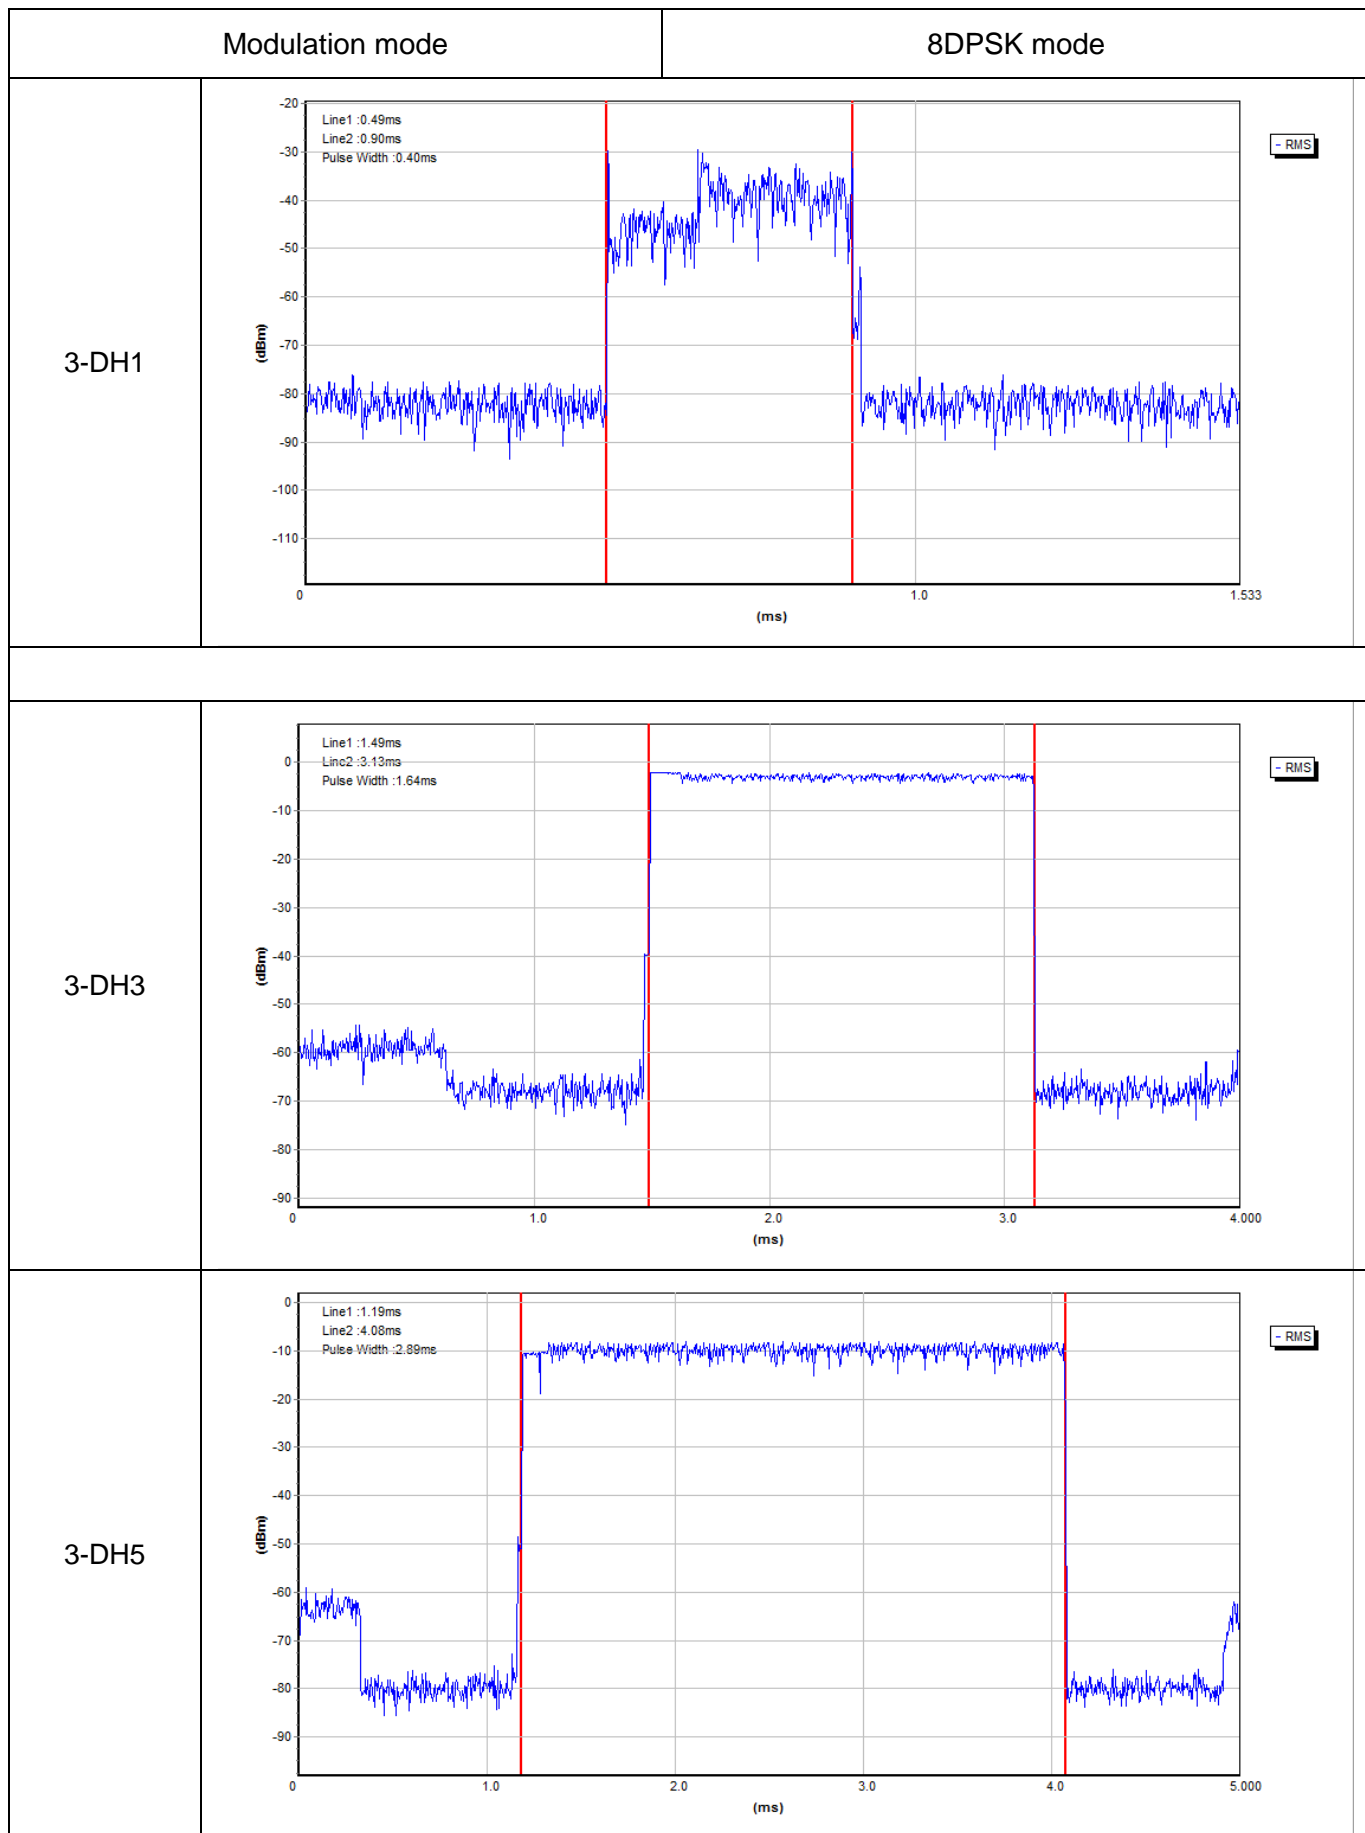 Modulation mode
8DPSK mode
3-DH1
Line1 :0.49ms
Line2 :0.90ms
Pulse Width :0.40ms
- RMS
-20
-30
-40
-50
-60
-70
-80
-90
-100
-110
(dBm)
0
1.0
1.533
(ms)
3-DH3
Line1 :1.49ms
Line2 :3.13ms
Pulse Width :1.64ms
- RMS
0
-10
-20
-30
-40
-50
-60
-70
-80
-90
(dBm)
0
1.0
2.0
3.0
4.000
(ms)
3-DH5
Line1 :1.19ms
Line2 :4.08ms
Pulse Width :2.89ms
- RMS
0
-10
-20
-30
-40
-50
-60
-70
-80
-90
(dBm)
0
1.0
2.0
3.0
4.0
5.000
(ms)